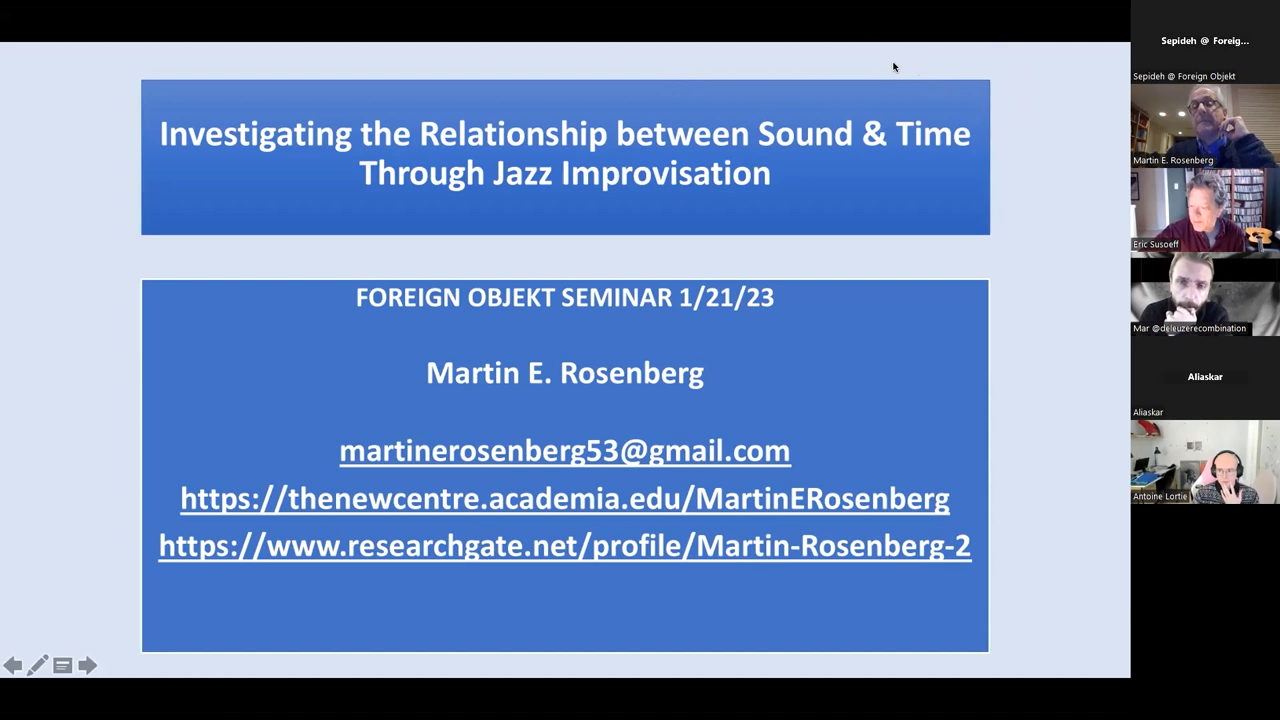 Investigating the Relationship between Sound & Time
Through Jazz Improvisation
FOREIGN OBJEKT SEMINAR 1/21/23
Martin E. Rosenberg
martinerosenberg53@gmail.com
https://thenewcentre.academia.edu/MartinERosenberg
https://www.researchgate.net/profile/Martin-Rosenberg-2
Sepideh @ Foreig...
Sepideh @ Foreign Objekt
Martin E. Rosenberg
Eric Susoeff
Mar @deleuzerecombination
Aliaskar
Aliaskar
Antoine Lortie